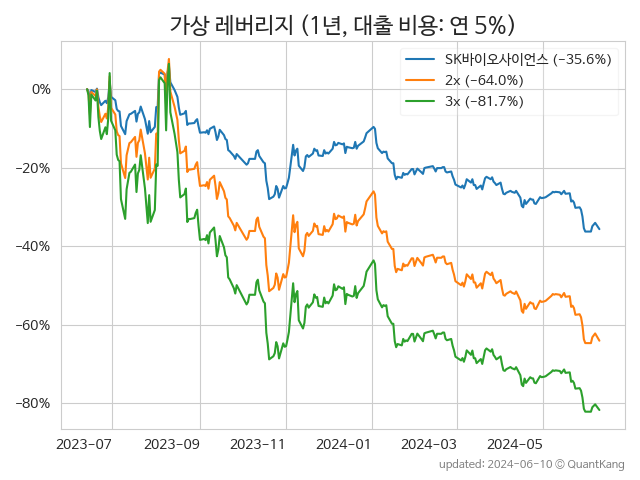 가상 레버리지 (1년, 대출 비용: 연 5%)
SK바이오사이언스 (−35.6%)
2x (−64.0%)
3x (−81.7%)
0%
−20%
−40%
−60%
−80%
2023-07 2023-09 2023-11 2024-01 2024-03 2024-05
updated: 2024-06-10 © QuantKang